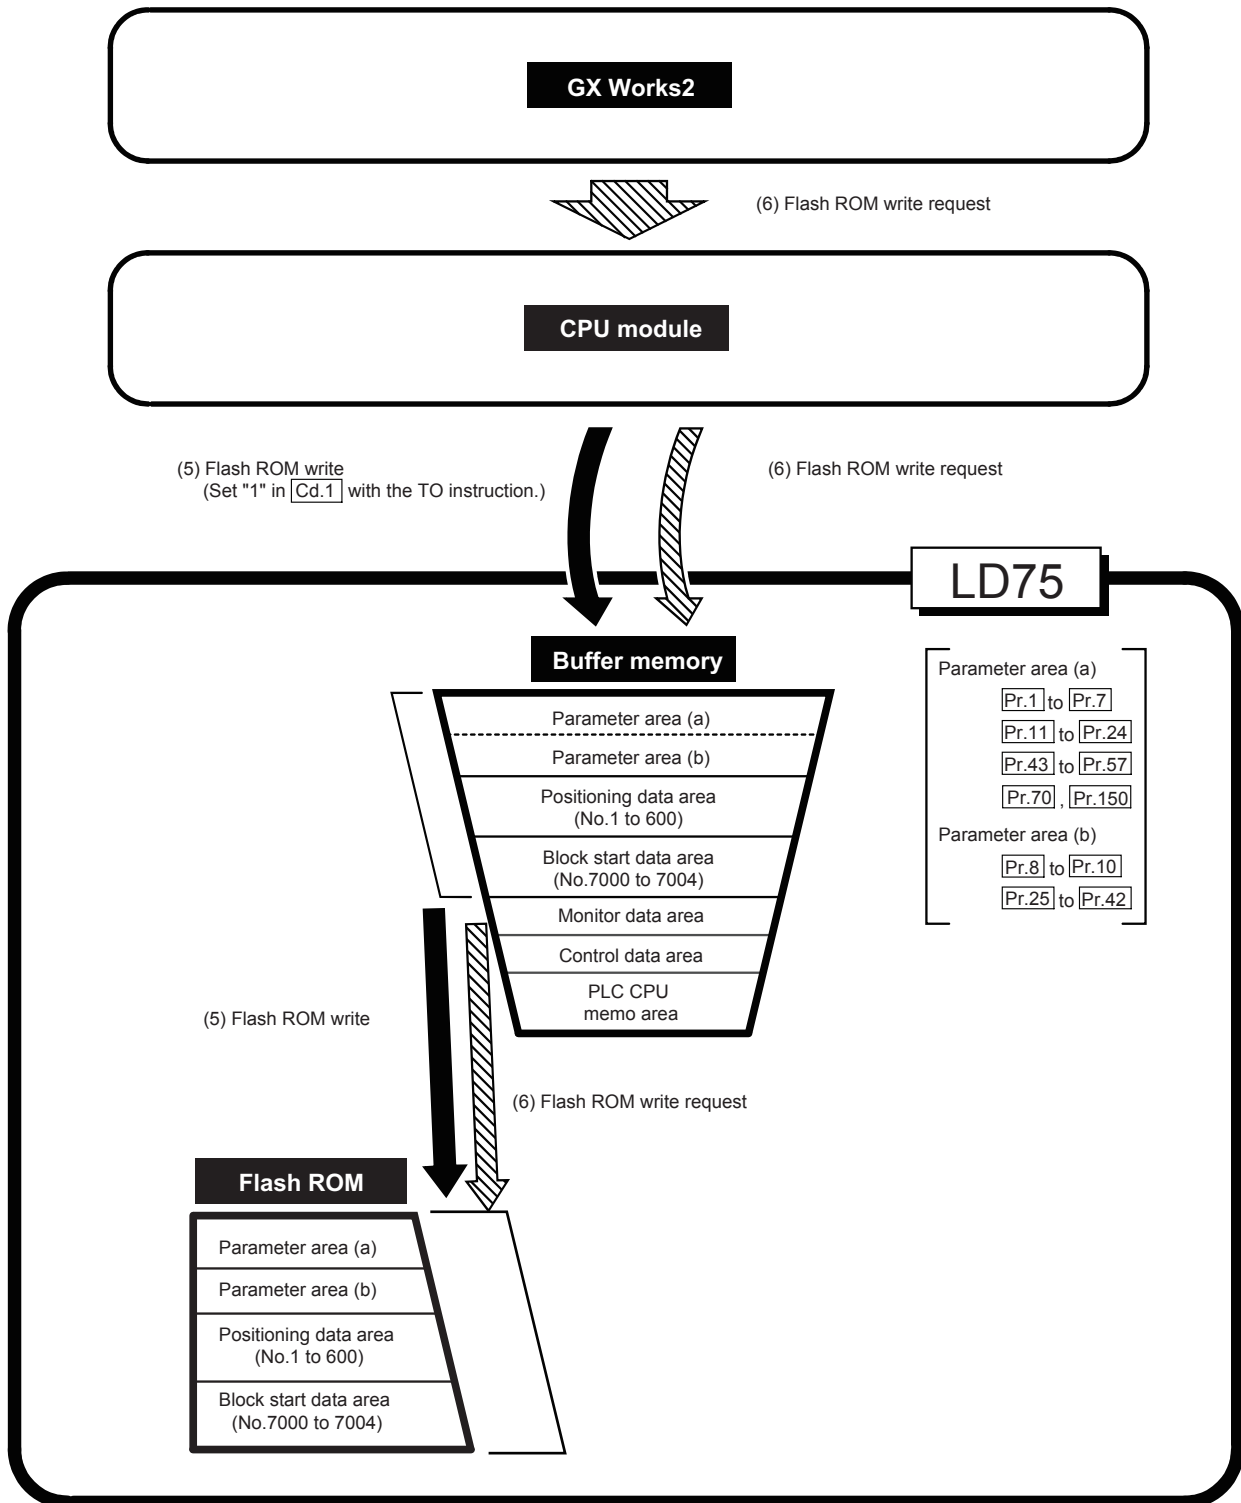 GX Works2
(6) Flash ROM write request
CPU module
(5) Flash ROM write
(Set "1" in Cd.1 with the TO instruction.)
(6) Flash ROM write request
LD75
Buffer memory
Parameter area (a)
Parameter area (b)
Positioning data area
(No.1 to 600)
Block start data area
(No.7000 to 7004)
Monitor data area
Control data area
PLC CPU
memo area
Parameter area (a)
Pr.1 to Pr.7
Pr.11 to Pr.24
Pr.43 to Pr.57
Pr.70 , Pr.150
Parameter area (b)
Pr.8 to Pr.10
Pr.25 to Pr.42
(5) Flash ROM write
(6) Flash ROM write request
Flash ROM
Parameter area (a)
Parameter area (b)
Positioning data area
(No.1 to 600)
Block start data area
(No.7000 to 7004)